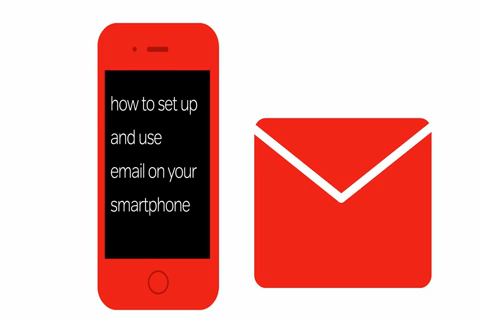 how to set up
and use
email on your
smartphone